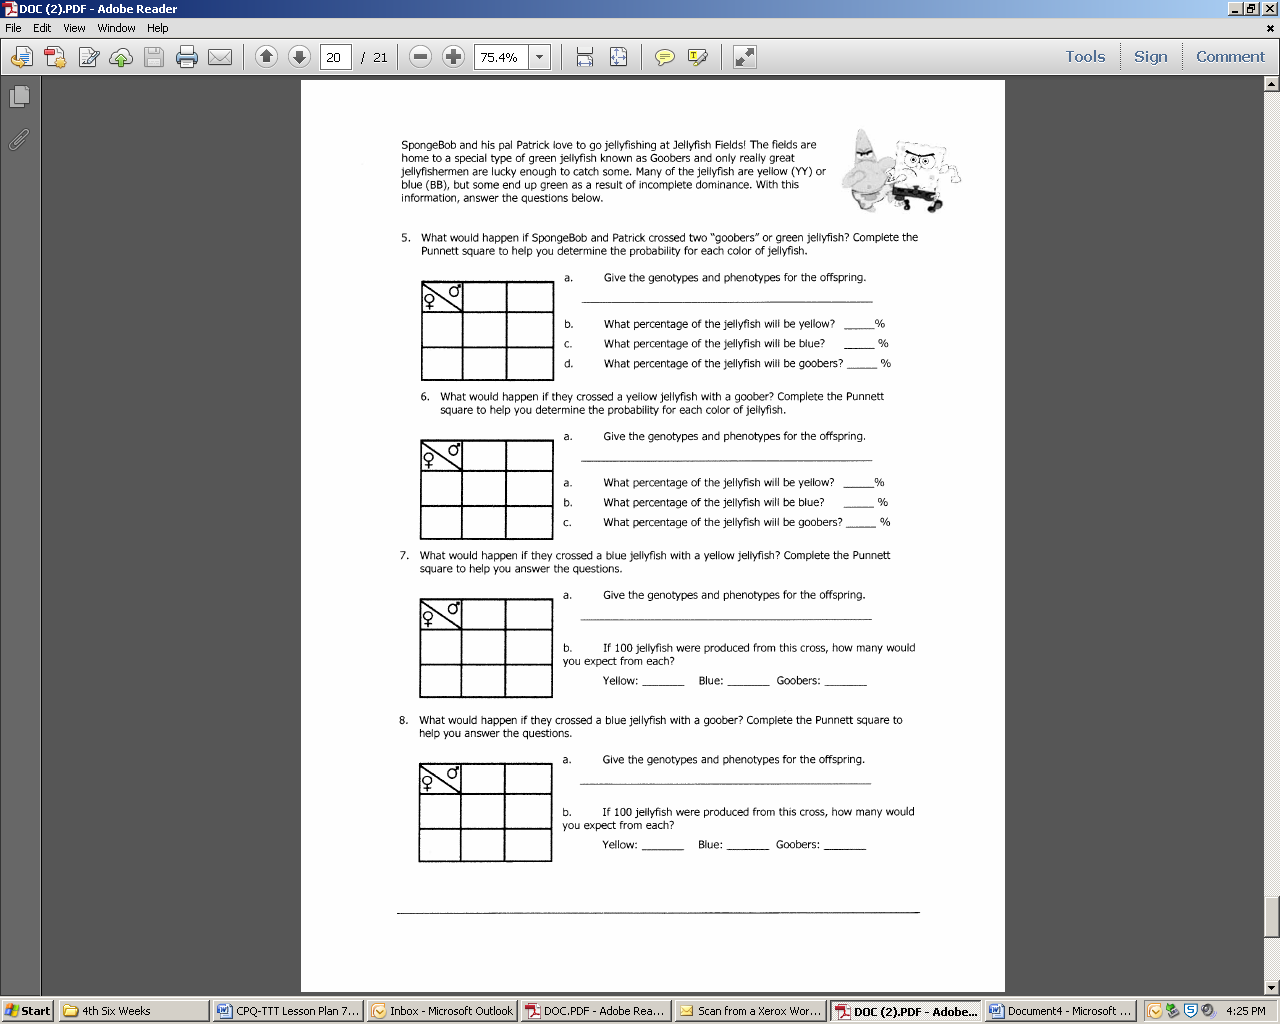 DOC (2).PDF - Adobe Reader
File Edit View Window Help
20 / 21 75.4% Tools Sign Comment
SpongeBob and his pal Patrick love to go jellyfishing at Jellyfish Fields! The fields are
home to a special type of green jellyfish known as Goobers and only really great
jellyfishermen are lucky enough to catch some. Many of the jellyfish are yellow (YY) or
blue (BB), but some end up green as a result of incomplete dominance. With this
information, answer the questions below.
5. What would happen if SpongeBob and Patrick crossed two “goobers” or green jellyfish? Complete the
Punnett square to help you determine the probability for each color of jellyfish.
a. Give the genotypes and phenotypes for the offspring.
♀ ♂
b. What percentage of the jellyfish will be yellow? _____%
c. What percentage of the jellyfish will be blue? _____ %
d. What percentage of the jellyfish will be goobers? _____ %
6. What would happen if they crossed a yellow jellyfish with a goober? Complete the Punnett
square to help you determine the probability for each color of jellyfish.
a. Give the genotypes and phenotypes for the offspring.
♀ ♂
a. What percentage of the jellyfish will be yellow? _____%
b. What percentage of the jellyfish will be blue? _____ %
c. What percentage of the jellyfish will be goobers? _____ %
7. What would happen if they crossed a blue jellyfish with a yellow jellyfish? Complete the Punnett
square to help you answer the questions.
a. Give the genotypes and phenotypes for the offspring.
♀ ♂
b. If 100 jellyfish were produced from this cross, how many would
you expect from each?
Yellow: _______ Blue: _______ Goobers: _______
8. What would happen if they crossed a blue jellyfish with a goober? Complete the Punnett square to
help you answer the questions.
a. Give the genotypes and phenotypes for the offspring.
♀ ♂
b. If 100 jellyfish were produced from this cross, how many would
you expect from each?
Yellow: _______ Blue: _______ Goobers: _______
Start 4th Six Weeks CPQ-TTT Lesson Plan 7... Inbox - Microsoft Outlook DOC.PDF - Adobe Rea... Scan from a Xerox Wor... DOC (2).PDF - Adobe... Document4 - Microsoft ... 4:25 PM